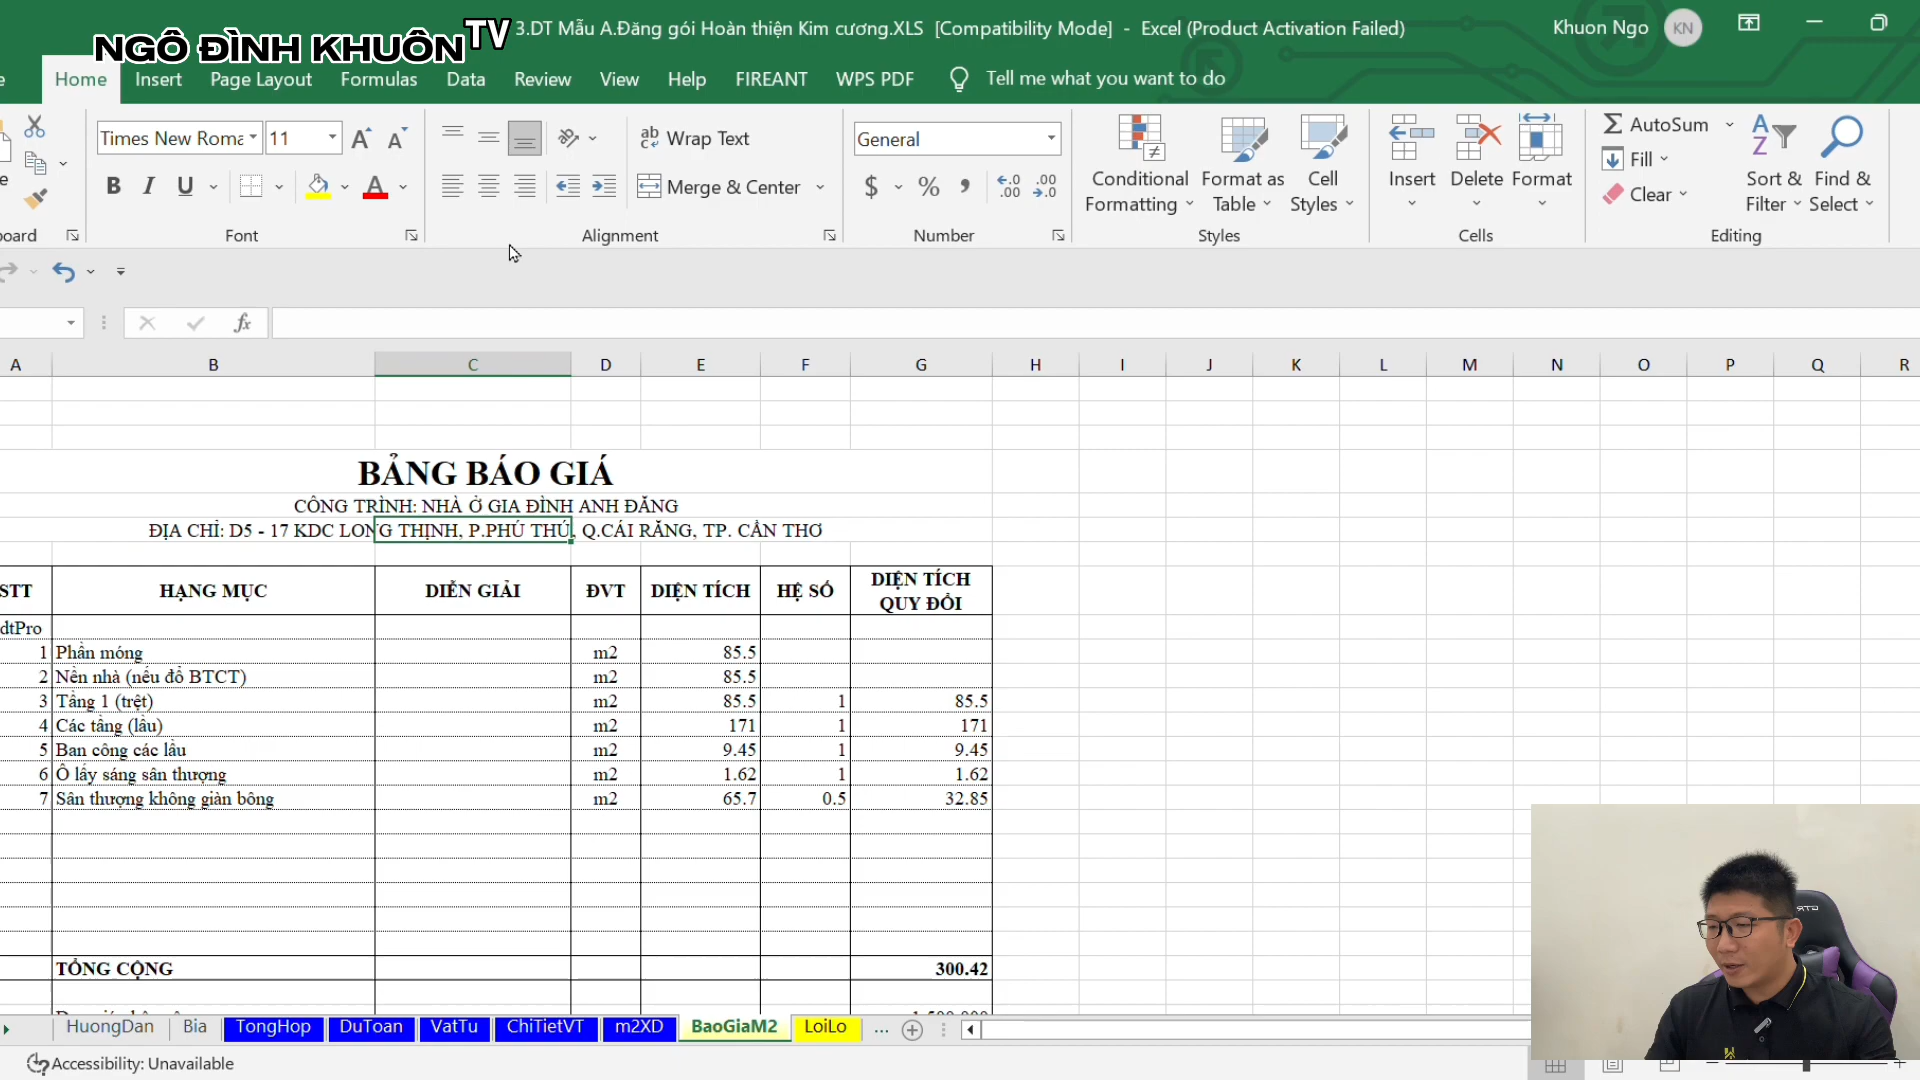 NGÔ ĐÌNH KHUÔN TV
3.DT Mẫu A.Đăng gói Hoàn thiện Kim cương.XLS [Compatibility Mode] - Excel (Product Activation Failed)
Khuon Ngo KN
Home Insert Page Layout Formulas Data Review View Help FIREANT WPS PDF Tell me what you want to do
Times New Roma 11
Wrap Text
General
AutoSum
Fill
Clear
B I U
Merge & Center
$ % ,
Conditional Formatting
Format as Table
Cell Styles
Insert Delete Format
Sort & Filter
Find & Select
Font Alignment Number Styles Cells Editing
fx
A B C D E F G H I J K L M N O P Q R
BẢNG BÁO GIÁ
CÔNG TRÌNH: NHÀ Ở GIA ĐÌNH ANH ĐĂNG
ĐỊA CHỈ: D5 - 17 KDC LONG THỊNH, P.PHÚ THỨ, Q.CÁI RĂNG, TP. CẦN THƠ
STT HẠNG MỤC DIỄN GIẢI ĐVT DIỆN TÍCH HỆ SỐ DIỆN TÍCH QUY ĐỔI
dtPro
1 Phần móng m2 85.5
2 Nền nhà (nếu đổ BTCT) m2 85.5
3 Tầng 1 (trệt) m2 85.5 1 85.5
4 Các tầng (lầu) m2 171 1 171
5 Ban công các lầu m2 9.45 1 9.45
6 Ô lấy sáng sân thượng m2 1.62 1 1.62
7 Sân thượng không giàn bông m2 65.7 0.5 32.85
TỔNG CỘNG 300.42
HuongDan Bia TongHop DuToan VatTu ChiTietVT m2XD BaoGiaM2 LoiLo ...
Accessibility: Unavailable